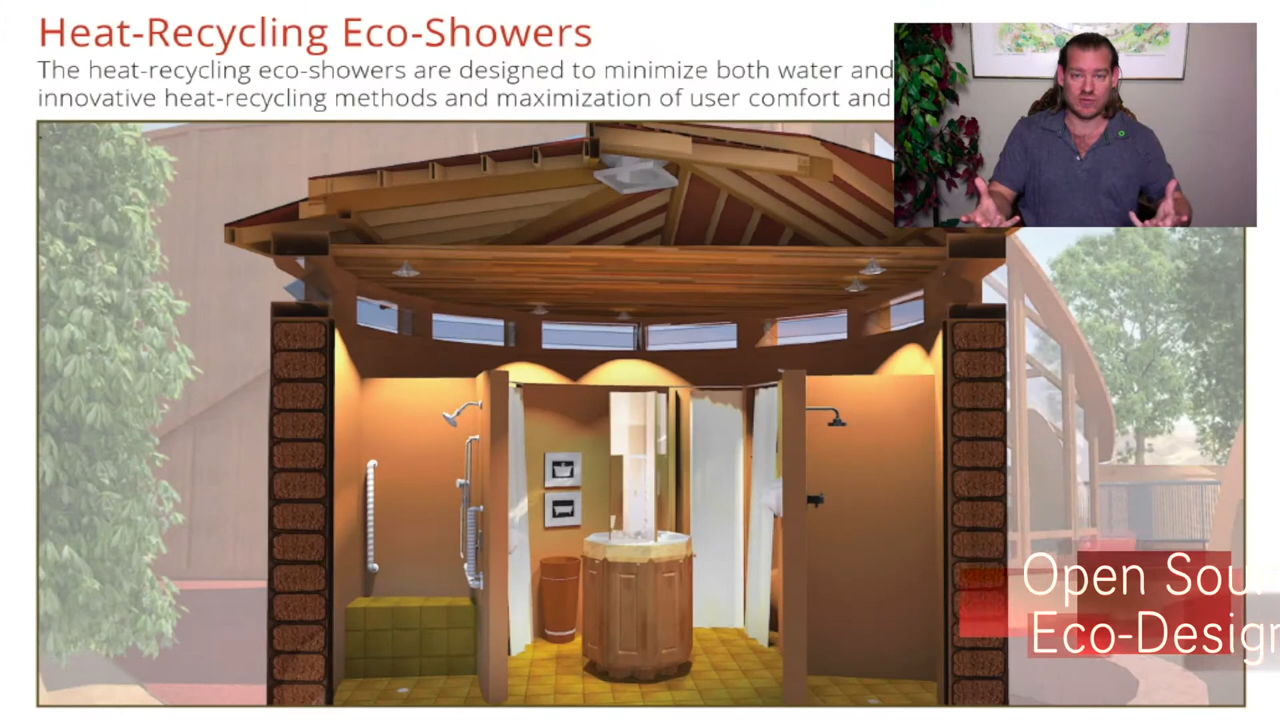 Heat-Recycling Eco-Showers
The heat-recycling eco-showers are designed to minimize both water and
innovative heat-recycling methods and maximization of user comfort and
Open Sou
Eco-Design